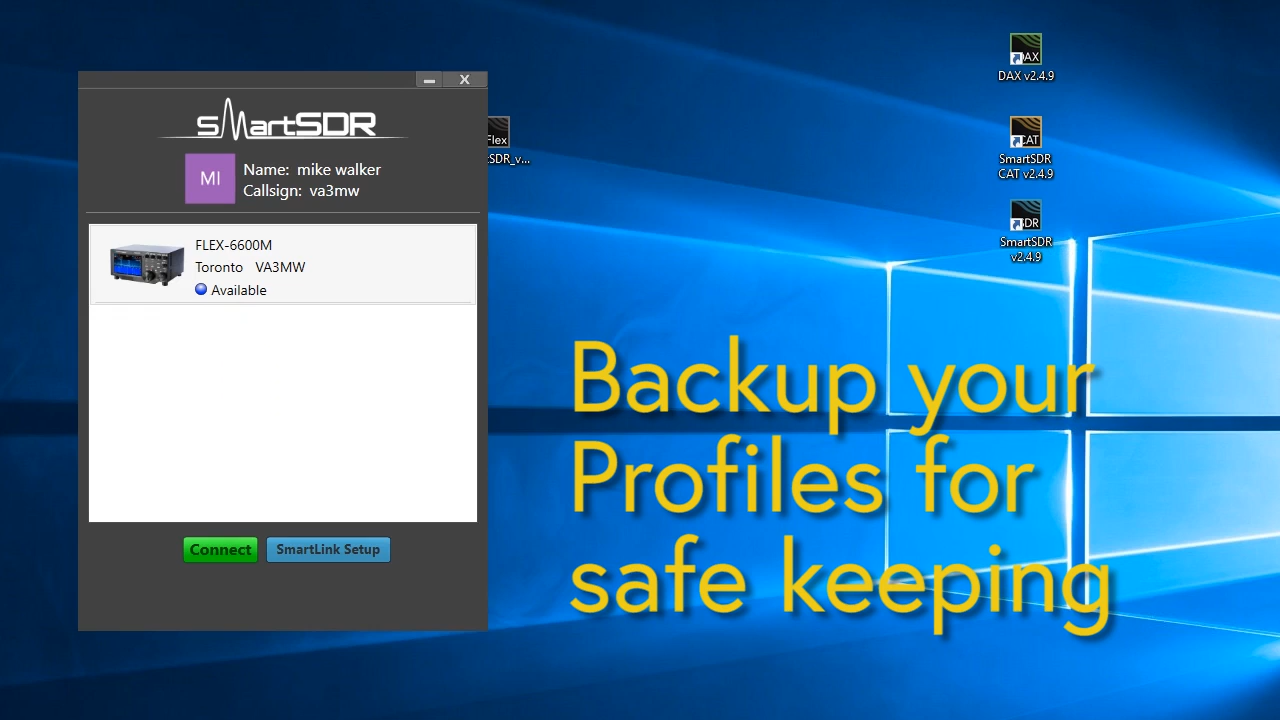 smartSDR
MI
Name: mike walker
Callsign: va3mw
FLEX-6600M
Toronto VA3MW
Available
Connect
SmartLink Setup
Flex
SDR_v...
DAX
DAX v2.4.9
CAT
SmartSDR
CAT v2.4.9
SDR
SmartSDR
v2.4.9
Backup your
Profiles for
safe keeping